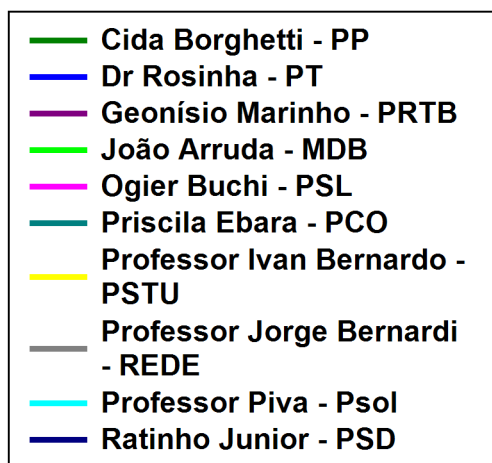 Cida Borghetti - PP
Dr Rosinha - PT
Geonísio Marinho - PRTB
João Arruda - MDB
Ogier Buchi - PSL
Priscila Ebara - PCO
Professor Ivan Bernardo -
PSTU
Professor Jorge Bernardi
- REDE
Professor Piva - Psol
Ratinho Junior - PSD